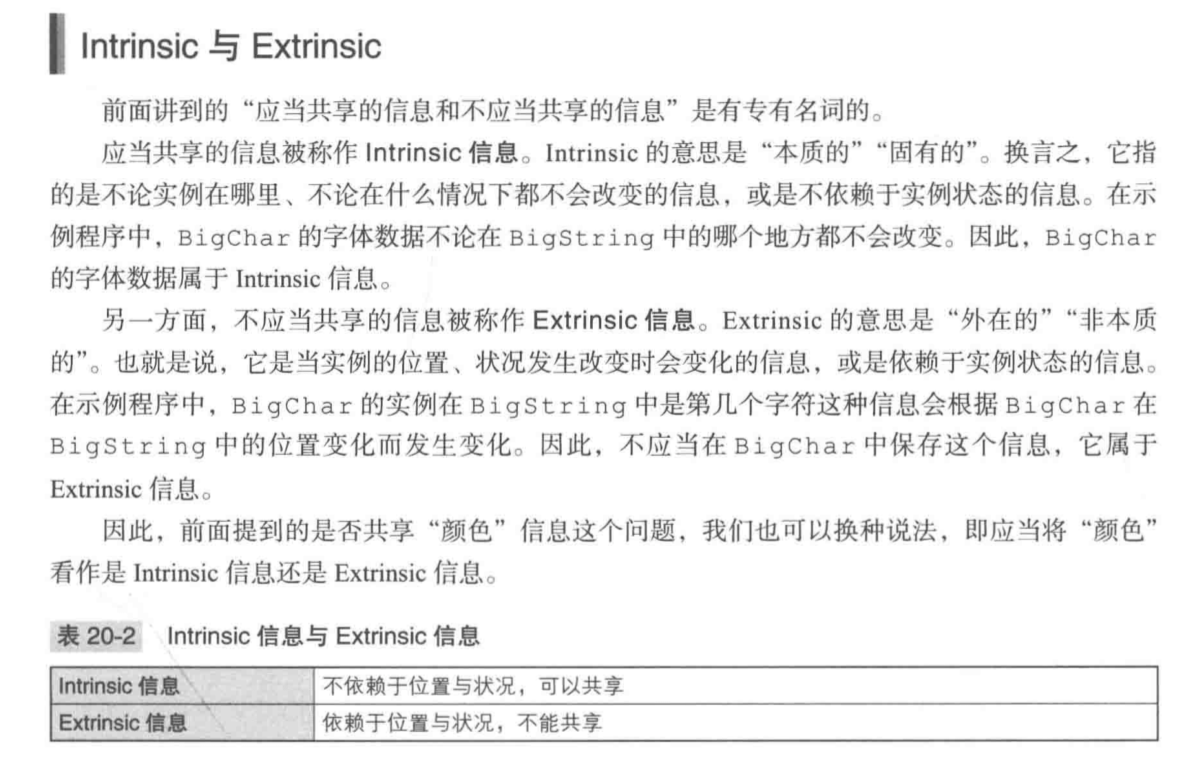 Intrinsic 与 Extrinsic
前面讲到的“应当共享的信息和不应当共享的信息”是有专有名词的。
应当共享的信息被称作 Intrinsic 信息。Intrinsic 的意思是“本质的”“固有的”。换言之，它指
的是不论实例在哪里、不论在什么情况下都不会改变的信息，或是不依赖于实例状态的信息。在示
例程序中，BigChar 的字体数据不论在 BigString 中的哪个地方都不会改变。因此，BigChar
的字体数据属于 Intrinsic 信息。
另一方面，不应当共享的信息被称作 Extrinsic 信息。Extrinsic 的意思是“外在的”“非本质
的”。也就是说，它是当实例的位置、状况发生改变时会变化的信息，或是依赖于实例状态的信息。
在示例程序中，BigChar 的实例在 BigString 中是第几个字符这种信息会根据 BigChar 在
BigString 中的位置变化而发生变化。因此，不应当在 BigChar 中保存这个信息，它属于
Extrinsic 信息。
因此，前面提到的是否共享“颜色”信息这个问题，我们也可以换种说法，即应当将“颜色”
看作是 Intrinsic 信息还是 Extrinsic 信息。
表 20-2 Intrinsic 信息与 Extrinsic 信息
Intrinsic 信息 不依赖于位置与状况，可以共享
Extrinsic 信息 依赖于位置与状况，不能共享